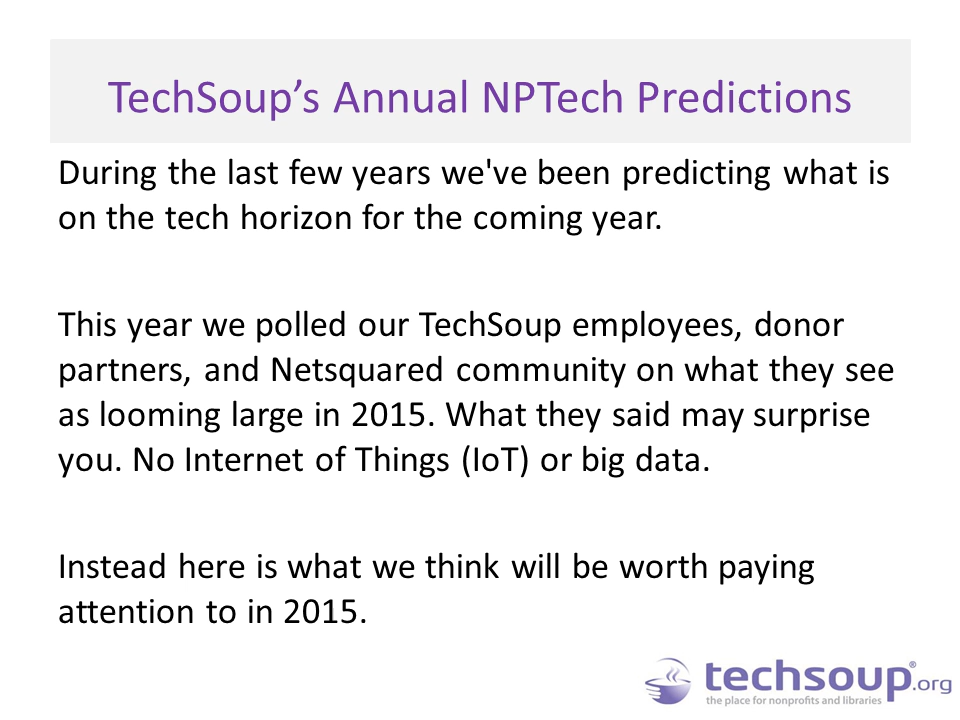 TechSoup’s Annual NPTech Predictions
During the last few years we've been predicting what is
on the tech horizon for the coming year.
This year we polled our TechSoup employees, donor
partners, and Netsquared community on what they see
as looming large in 2015. What they said may surprise
you. No Internet of Things (IoT) or big data.
Instead here is what we think will be worth paying
attention to in 2015.
techsoup®.org
the place for nonprofits and libraries